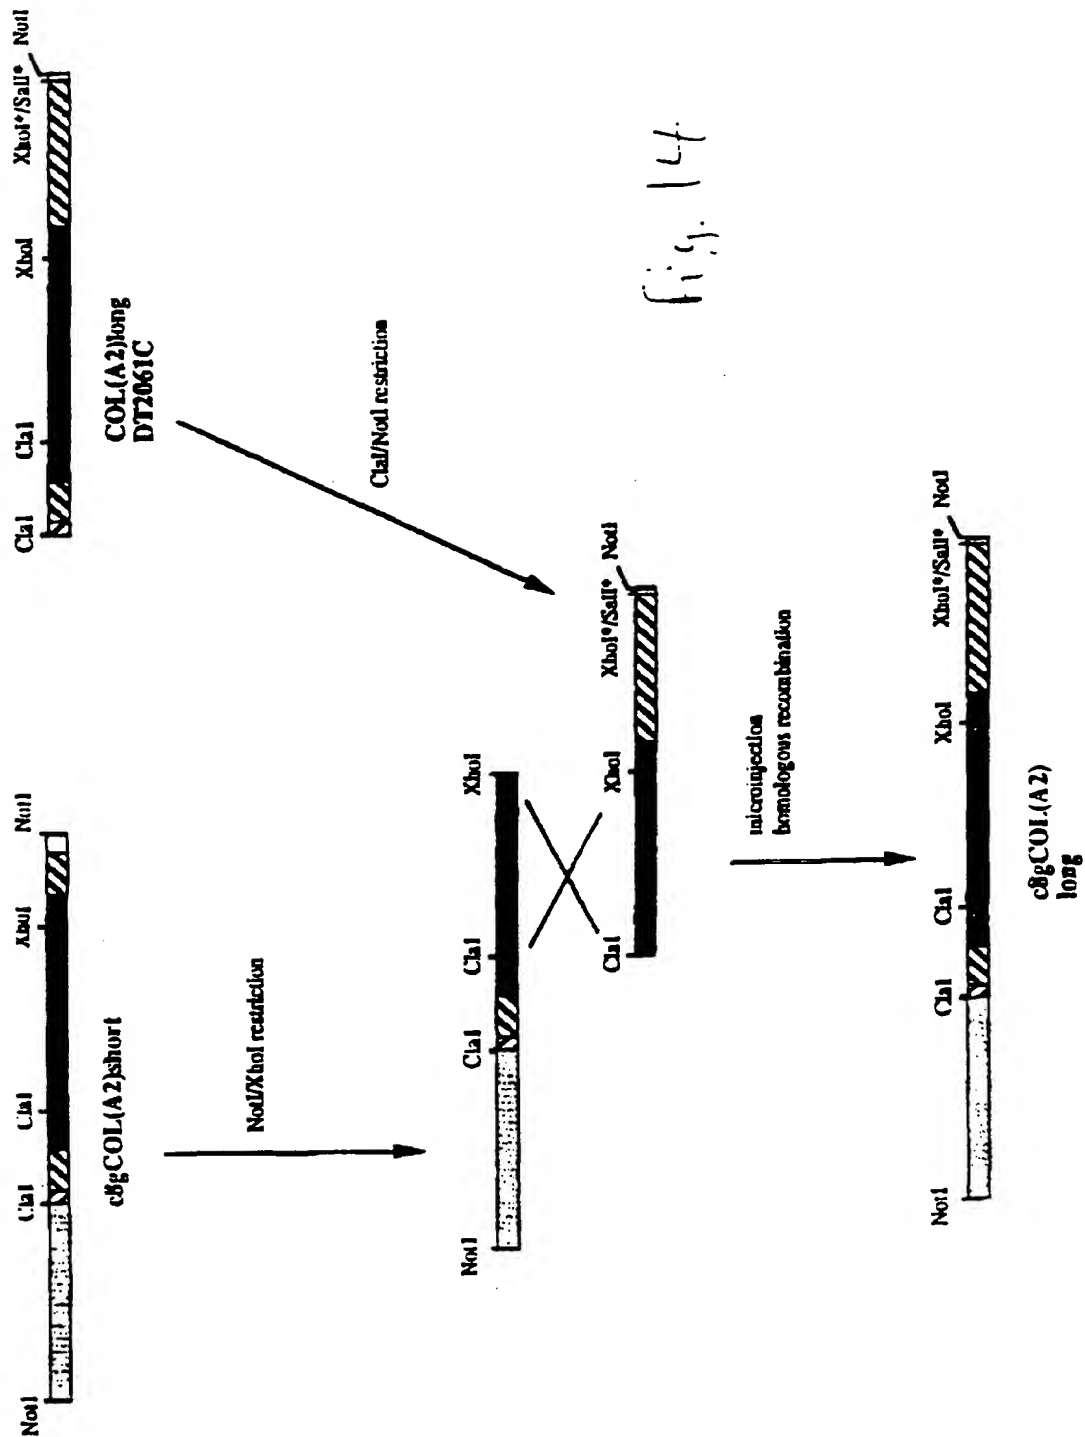 NotI ClaI ClaI XhoI NotI
c8gCOL(A2)short
ClaI ClaI XhoI XhoI*/SalI* NotI
COL(A2)long
DT2061C
NotI/XhoI restriction
ClaI/NotI restriction
NotI ClaI ClaI XhoI
ClaI XhoI XhoI*/SalI* NotI
microinjection
homologous recombination
NotI ClaI ClaI XhoI XhoI*/SalI* NotI
c8gCOL(A2)
long
Fig. 14.